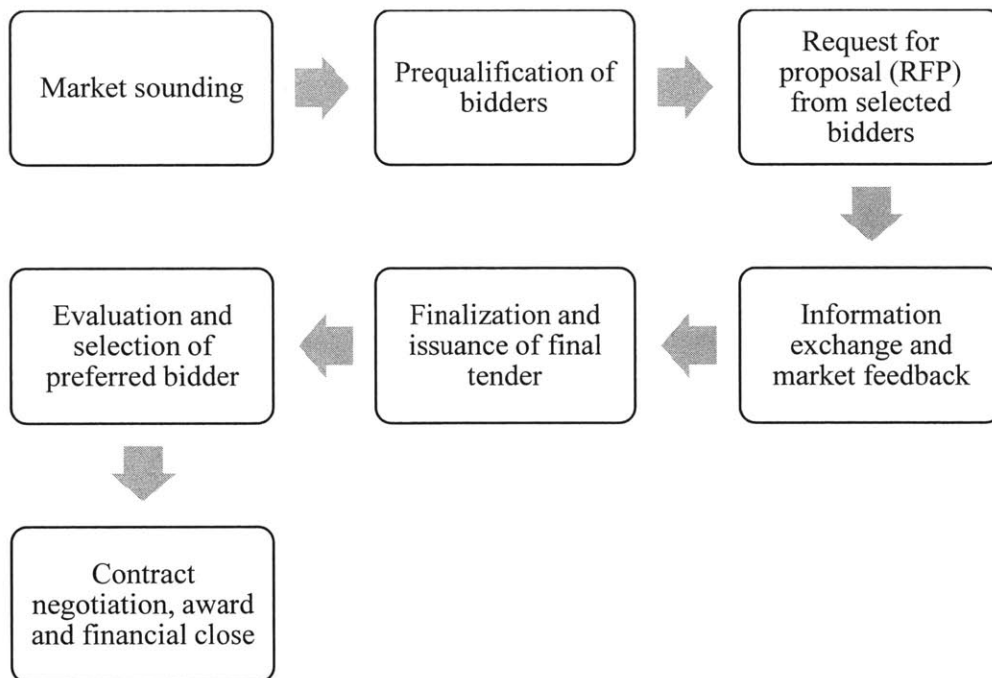 Market sounding
Prequalification of
bidders
Request for
proposal (RFP)
from selected
bidders
Information
exchange and
market feedback
Finalization and
issuance of final
tender
Evaluation and
selection of
preferred bidder
Contract
negotiation, award
and financial close